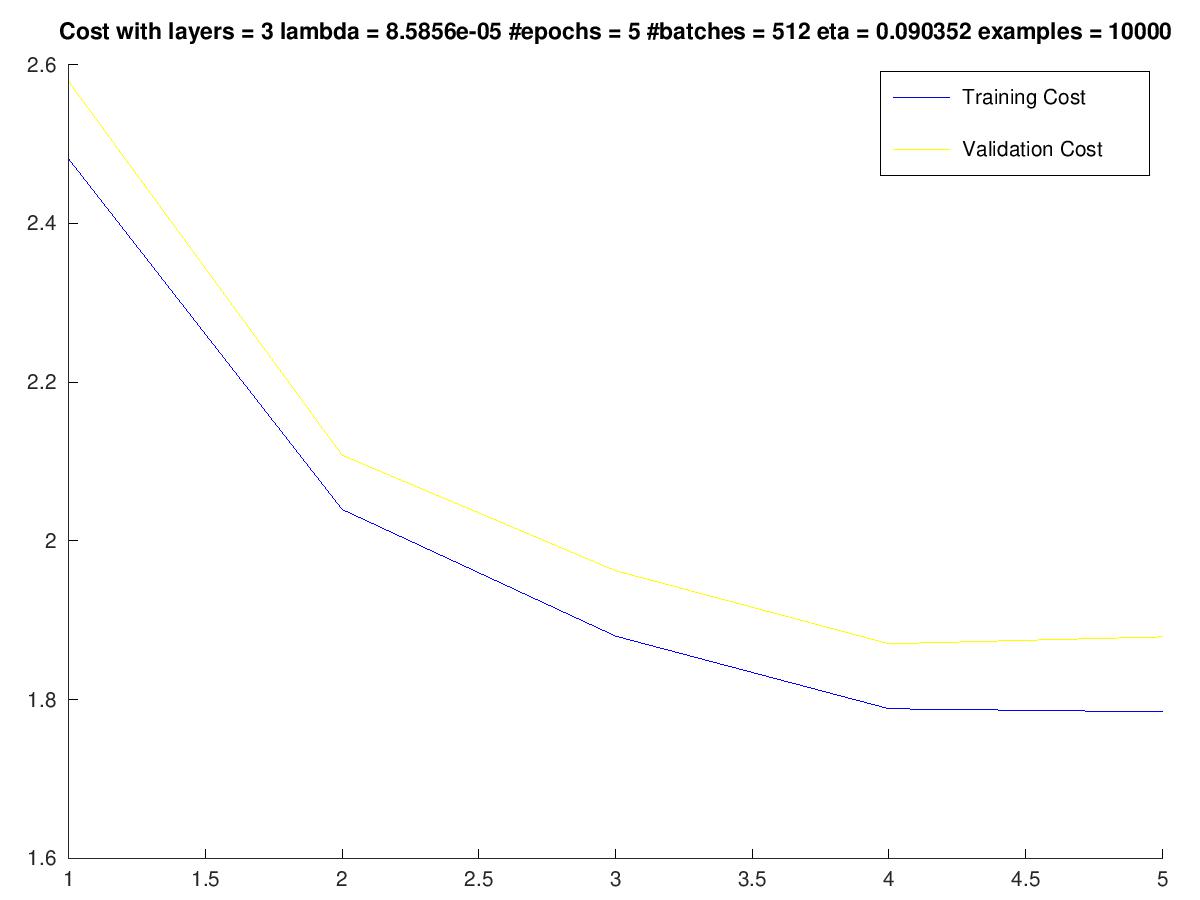 Cost with layers = 3 lambda = 8.5856e-05 #epochs = 5 #batches = 512 eta = 0.090352 examples = 10000
Training Cost
Validation Cost
2.6
2.4
2.2
2
1.8
1.6
1 1.5 2 2.5 3 3.5 4 4.5 5